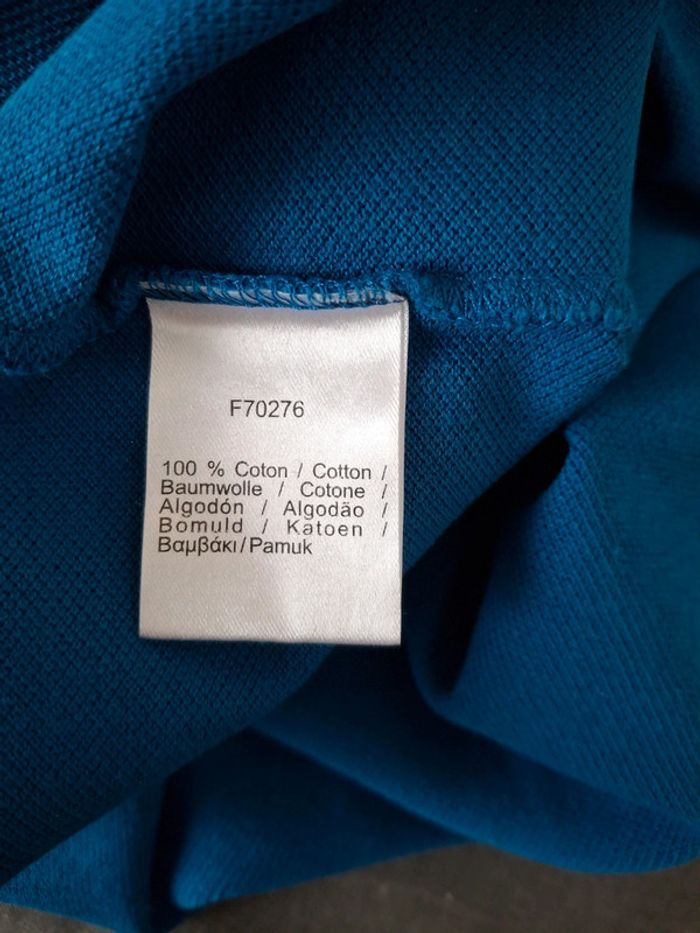 F70276
100 % Coton / Cotton /
Baumwolle / Cotone /
Algodón / Algodão /
Bomuld / Katoen /
Βαμβάκι/Pamuk